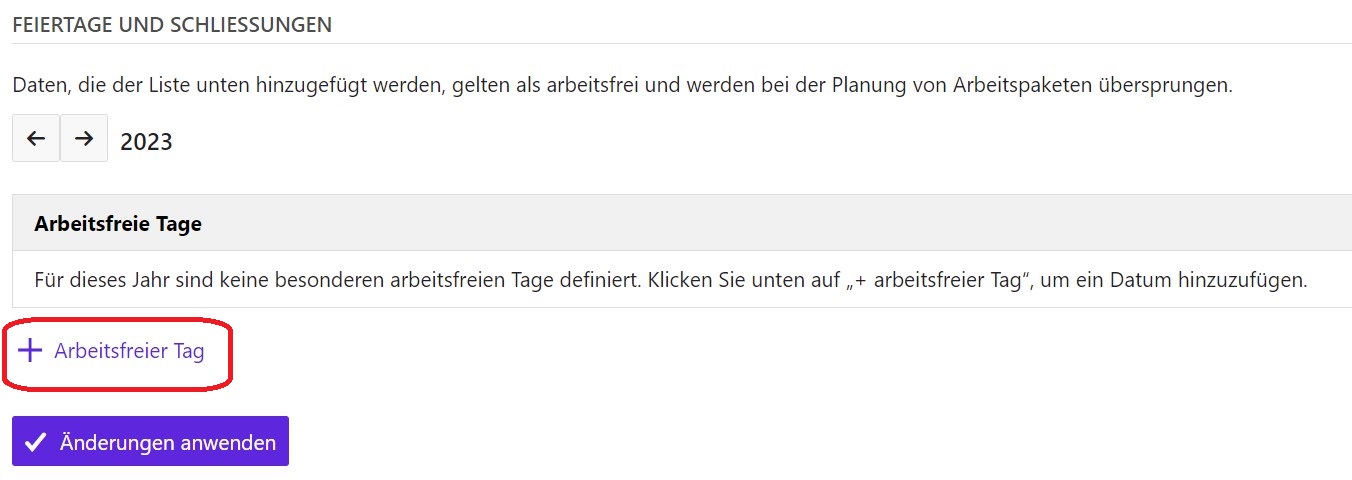 FEIERTAGE UND SCHLIESSUNGEN
Daten, die der Liste unten hinzugefügt werden, gelten als arbeitsfrei und werden bei der Planung von Arbeitspaketen übersprungen.
2023
Arbeitsfreie Tage
Für dieses Jahr sind keine besonderen arbeitsfreien Tage definiert. Klicken Sie unten auf „+ arbeitsfreier Tag“, um ein Datum hinzuzufügen.
+ Arbeitsfreier Tag
Änderungen anwenden